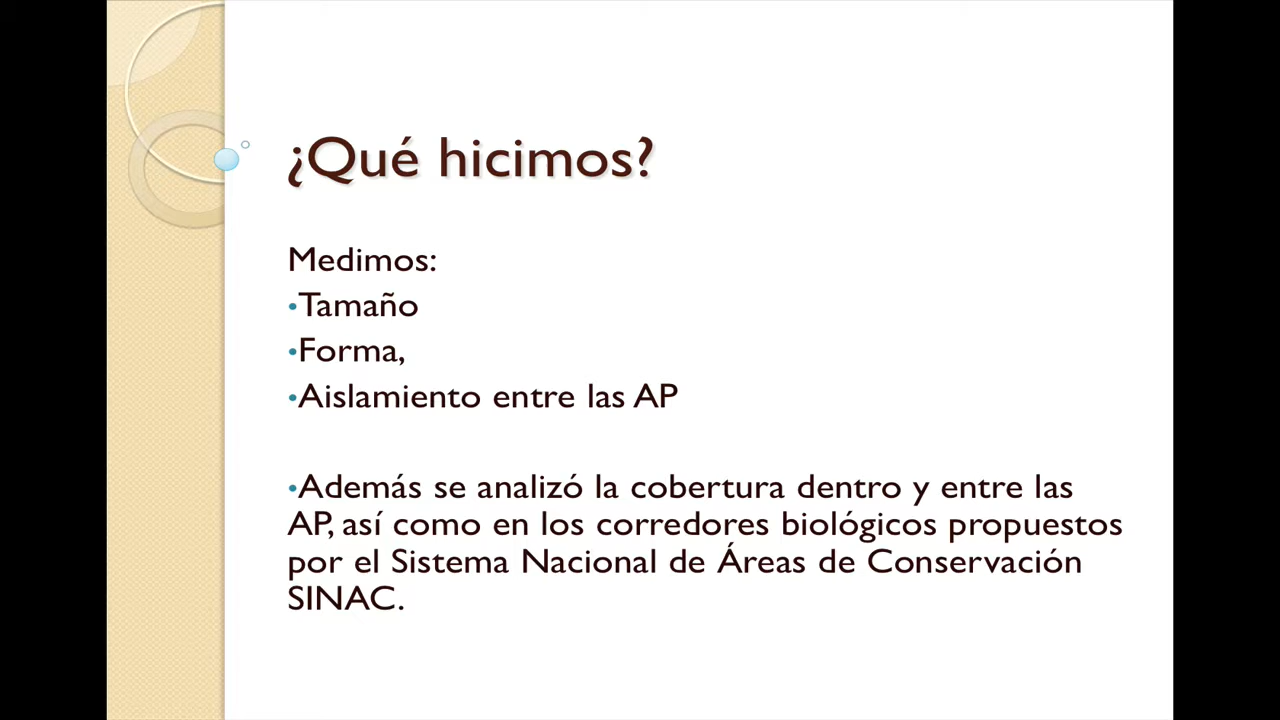 ¿Qué hicimos?
Medimos:
•Tamaño
•Forma,
•Aislamiento entre las AP
•Además se analizó la cobertura dentro y entre las
AP, así como en los corredores biológicos propuestos
por el Sistema Nacional de Áreas de Conservación
SINAC.